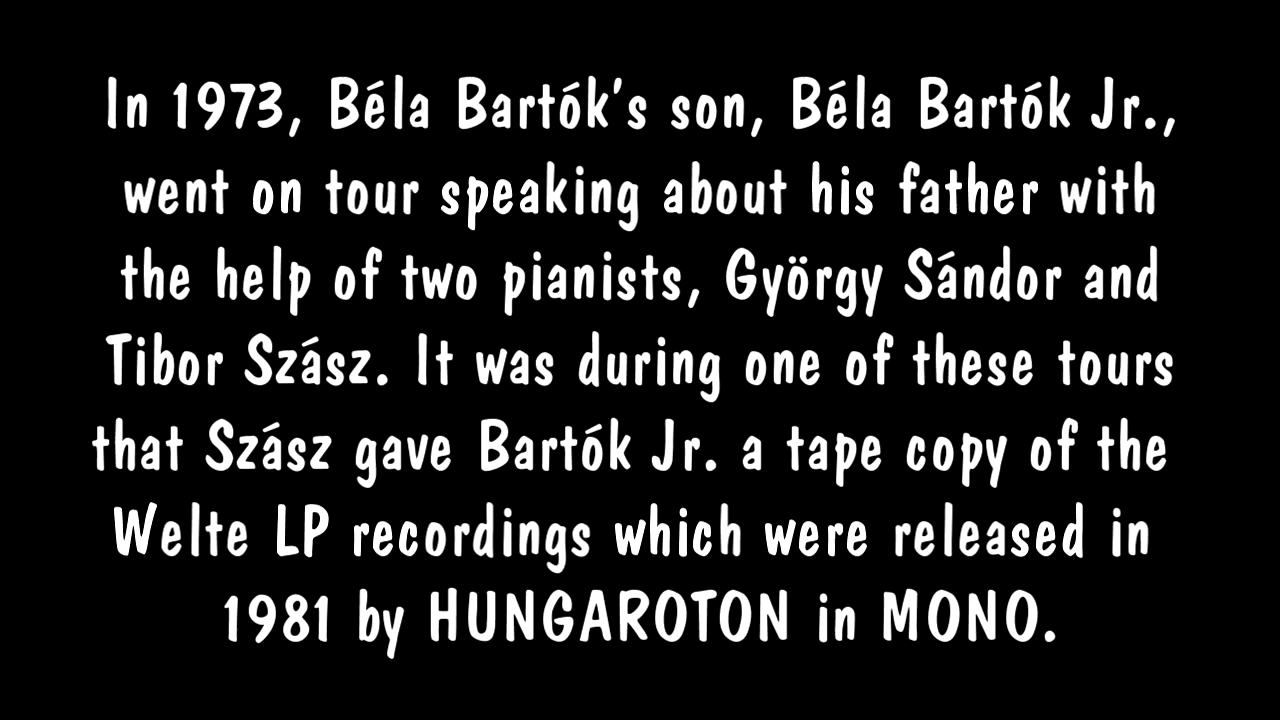 In 1973, Béla Bartók's son, Béla Bartók Jr.,
went on tour speaking about his father with
the help of two pianists, György Sándor and
Tibor Szász. It was during one of these tours
that Szász gave Bartók Jr. a tape copy of the
Welte LP recordings which were released in
1981 by HUNGAROTON in MONO.